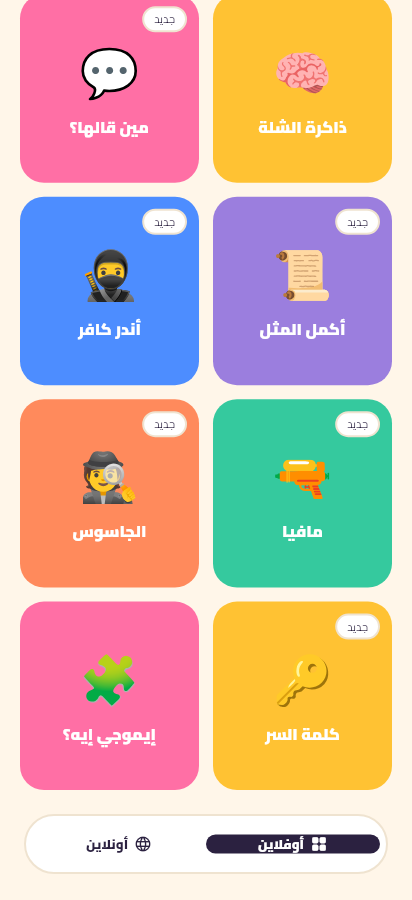 جديد
ذاكرة الشلة
مين قالها؟
جديد
جديد
أكمل المثل
أندر كافر
جديد
جديد
مافيا
الجاسوس
جديد
كلمة السر
إيموجي إيه؟
أوفلاين
أونلاين